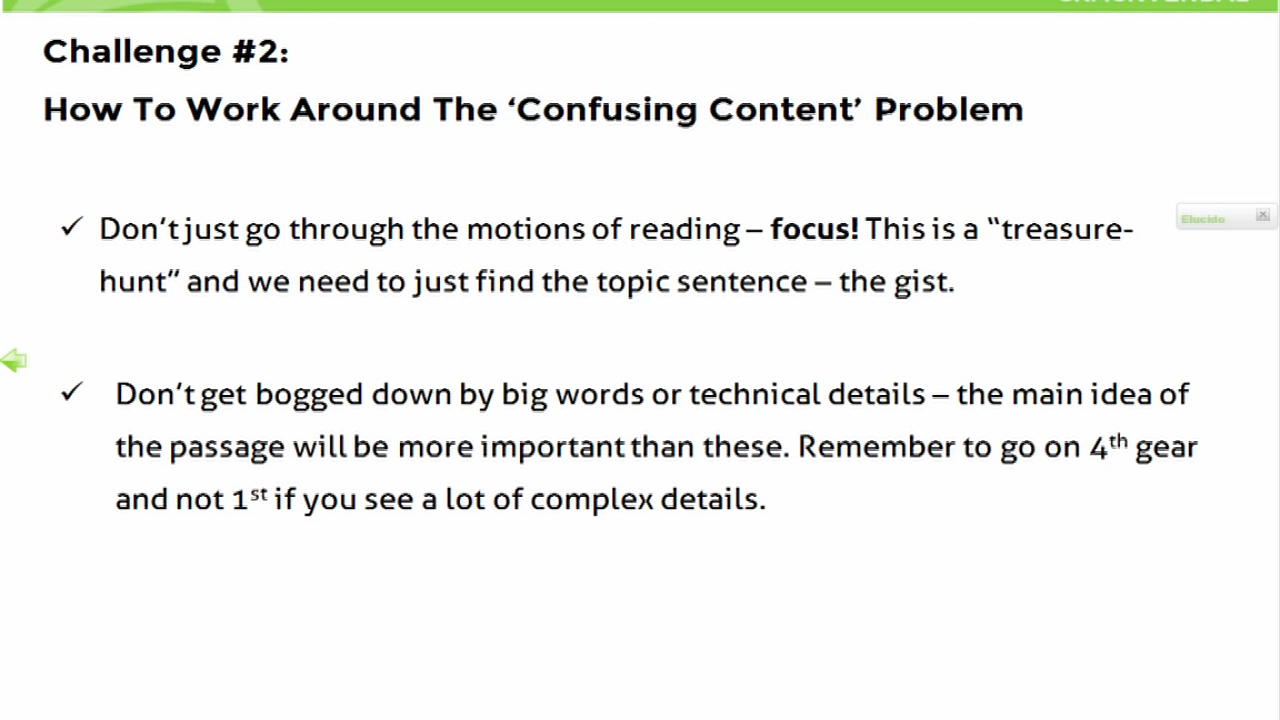 Challenge #2:
How To Work Around The ‘Confusing Content’ Problem
✓ Don’t just go through the motions of reading – focus! This is a “treasure-
Elucido
hunt” and we need to just find the topic sentence – the gist.
✓ Don’t get bogged down by big words or technical details – the main idea of
the passage will be more important than these. Remember to go on 4th gear
and not 1st if you see a lot of complex details.